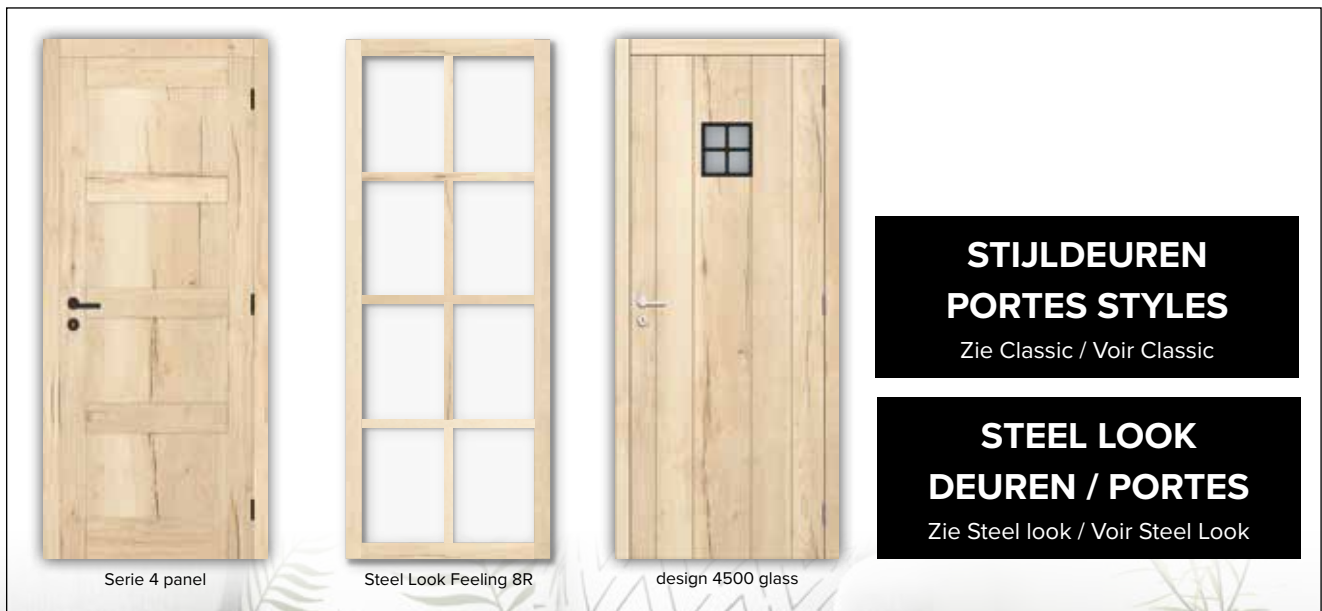 Serie 4 panel
Steel Look Feeling 8R
design 4500 glass
STIJLDEUREN
PORTES STYLES
Zie Classic / Voir Classic
STEEL LOOK
DEUREN / PORTES
Zie Steel look / Voir Steel Look